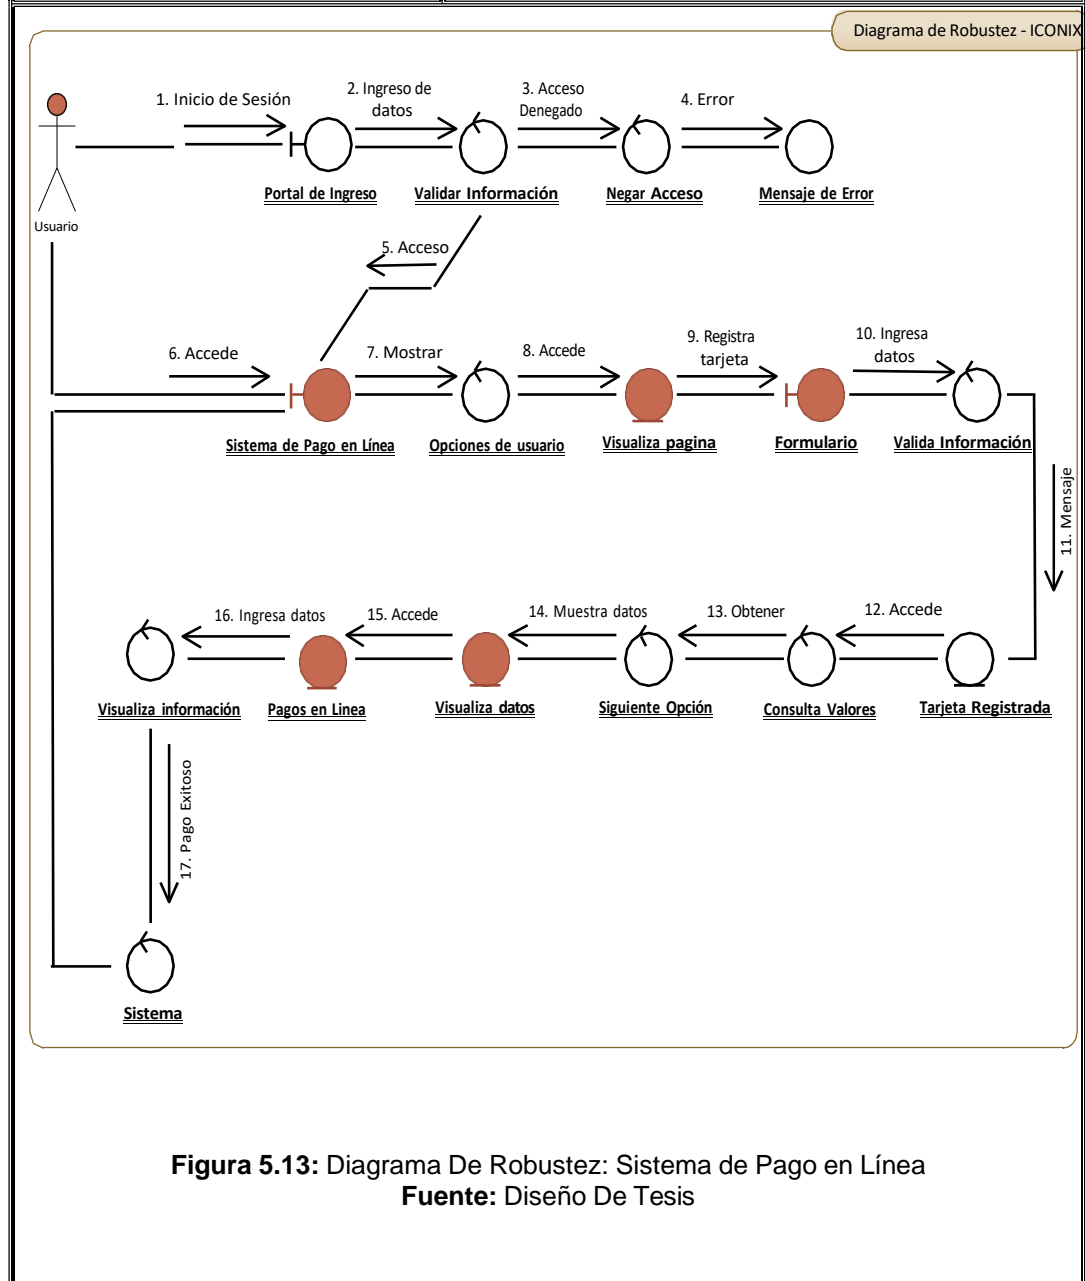 Diagrama de Robustez - ICONIX
1. Inicio de Sesión
2. Ingreso de
datos
3. Acceso
Denegado
4. Error
Portal de Ingreso
Validar Información
Negar Acceso
Mensaje de Error
Usuario
5. Acceso
6. Accede
7. Mostrar
8. Accede
9. Registra
tarjeta
10. Ingresa
datos
Sistema de Pago en Línea
Opciones de usuario
Visualiza pagina
Formulario
Valida Información
11. Mensaje
16. Ingresa datos
15. Accede
14. Muestra datos
13. Obtener
12. Accede
Visualiza información
Pagos en Linea
Visualiza datos
Siguiente Opción
Consulta Valores
Tarjeta Registrada
17. Pago Exitoso
Sistema
Figura 5.13: Diagrama De Robustez: Sistema de Pago en Línea
Fuente: Diseño De Tesis